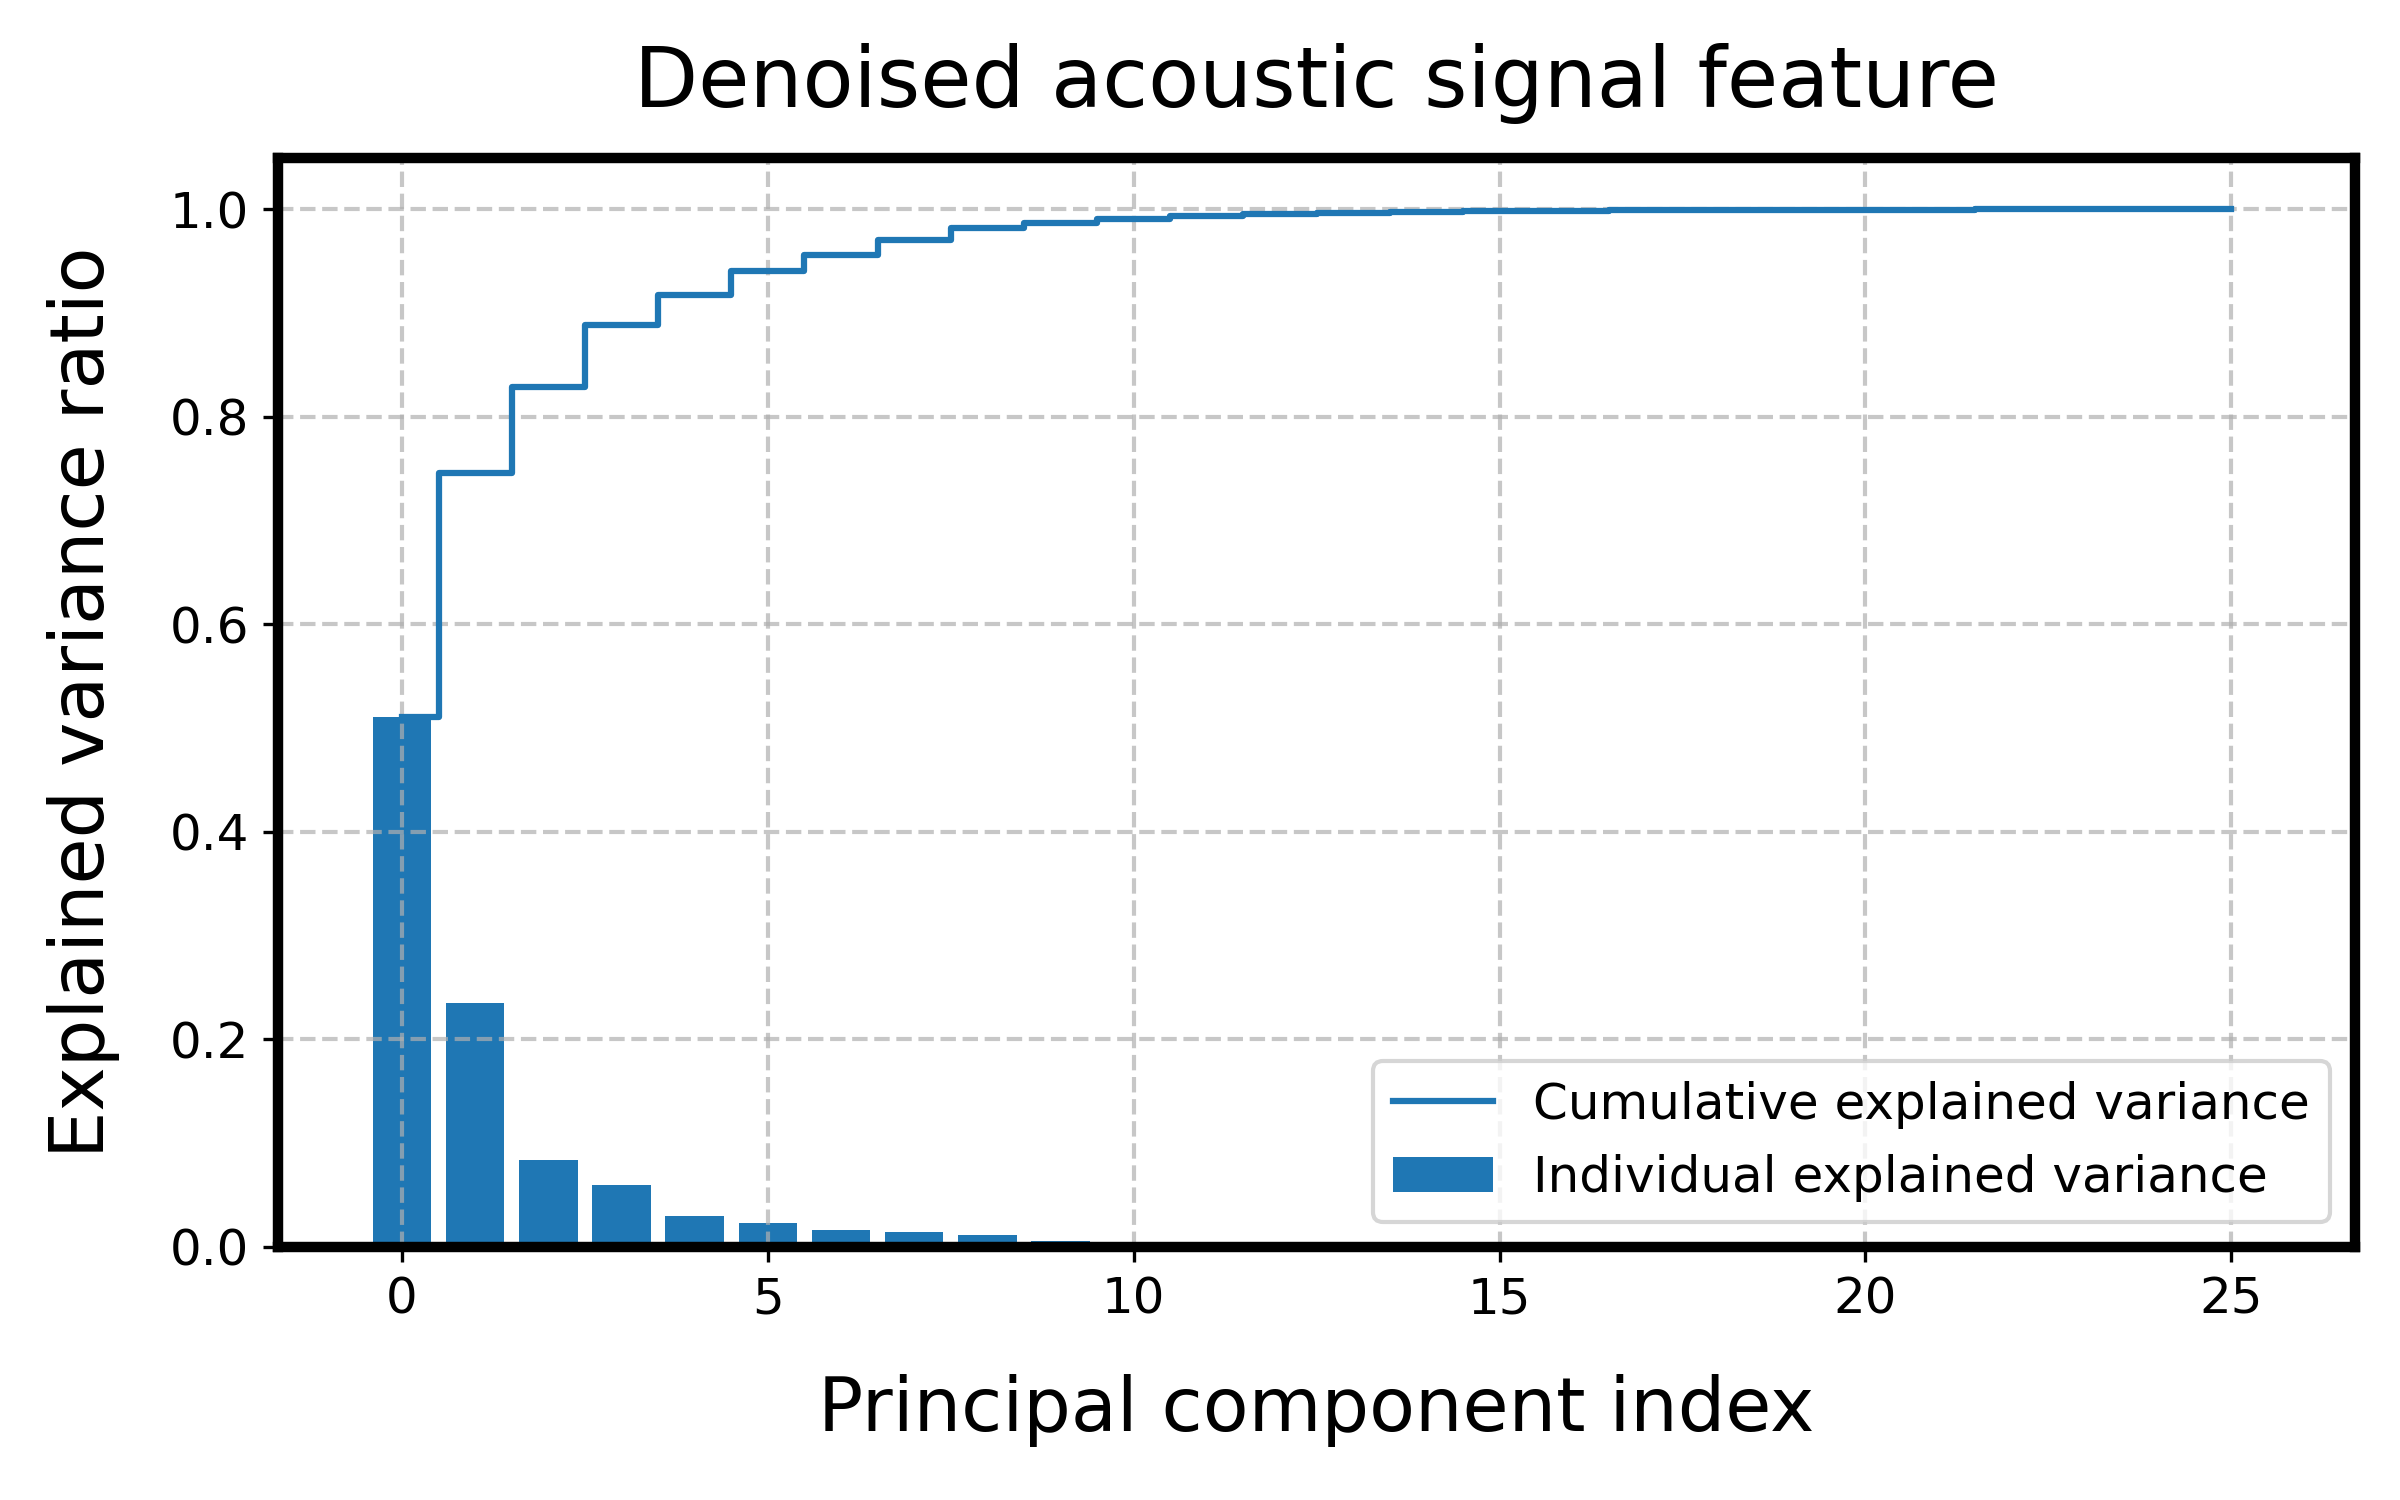 Denoised acoustic signal feature
Explained variance ratio
1.0
0.8
0.6
0.4
0.2
0.0
Cumulative explained variance
Individual explained variance
0 5 10 15 20 25
Principal component index